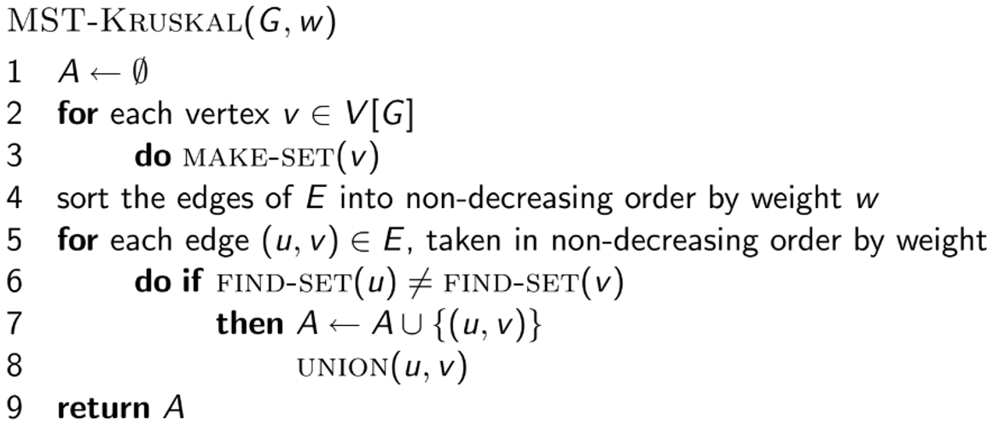 MST-KRUSKAL(G, w)
1 A ← ∅
2 for each vertex v ∈ V[G]
3 do MAKE-SET(v)
4 sort the edges of E into non-decreasing order by weight w
5 for each edge (u, v) ∈ E, taken in non-decreasing order by weight
6 do if FIND-SET(u) ≠ FIND-SET(v)
7 then A ← A ∪ {(u, v)}
8 UNION(u, v)
9 return A